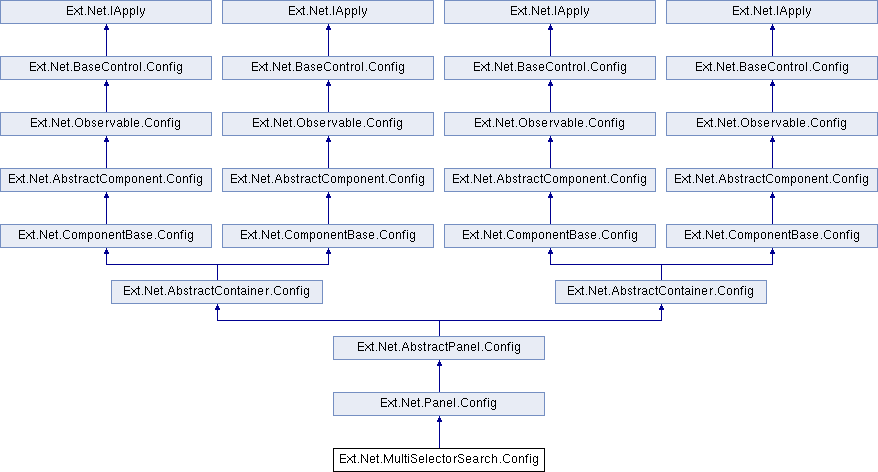 Ext.Net.IApply Ext.Net.IApply Ext.Net.IApply Ext.Net.IApply
Ext.Net.BaseControl.Config Ext.Net.BaseControl.Config Ext.Net.BaseControl.Config Ext.Net.BaseControl.Config
Ext.Net.Observable.Config Ext.Net.Observable.Config Ext.Net.Observable.Config Ext.Net.Observable.Config
Ext.Net.AbstractComponent.Config Ext.Net.AbstractComponent.Config Ext.Net.AbstractComponent.Config Ext.Net.AbstractComponent.Config
Ext.Net.ComponentBase.Config Ext.Net.ComponentBase.Config Ext.Net.ComponentBase.Config Ext.Net.ComponentBase.Config
Ext.Net.AbstractContainer.Config Ext.Net.AbstractContainer.Config
Ext.Net.AbstractPanel.Config
Ext.Net.Panel.Config
Ext.Net.MultiSelectorSearch.Config